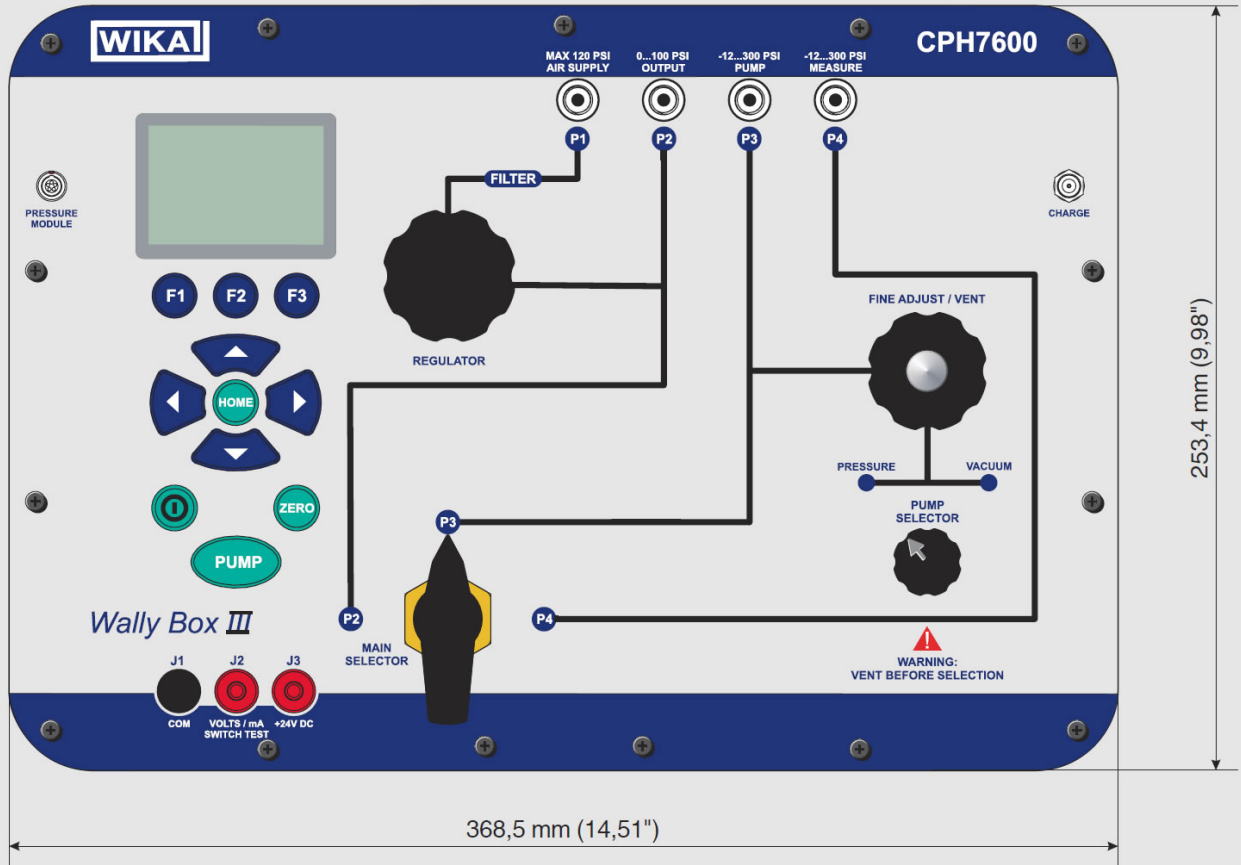 WIKAI
CPH7600
MAX 120 PSI
AIR SUPPLY
0...100 PSI
OUTPUT
-12...300 PSI
PUMP
-12...300 PSI
MEASURE
P1
P2
P3
P4
FILTER
PRESSURE
MODULE
CHARGE
F1
F2
F3
FINE ADJUST / VENT
REGULATOR
HOME
PRESSURE
VACUUM
PUMP
SELECTOR
ZERO
P3
PUMP
Wally Box III
P2
P4
MAIN
SELECTOR
!
WARNING:
VENT BEFORE SELECTION
J1
J2
J3
COM
VOLTS / mA
SWITCH TEST
+24V DC
253,4 mm (9,98")
368,5 mm (14,51")